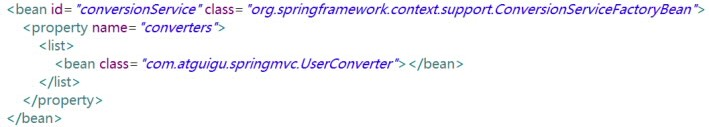 <bean id="conversionService" class="org.springframework.context.support.ConversionServiceFactoryBean">
<property name="converters">
<list>
<bean class="com.atguigu.springmvc.UserConverter"></bean>
</list>
</property>
</bean>